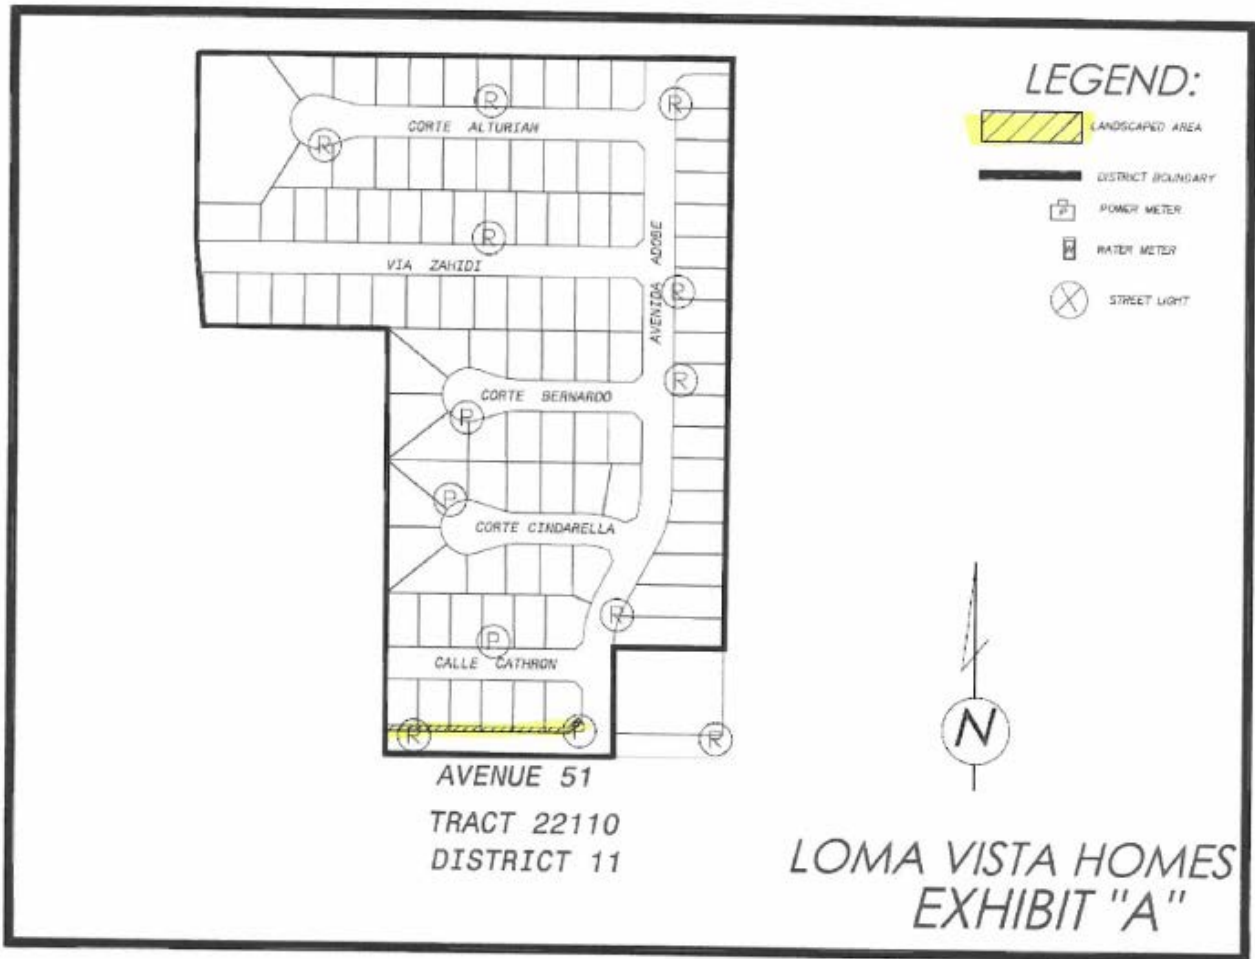 LEGEND:
LANDSCAPED AREA
DISTRICT BOUNDARY
P POWER METER
W WATER METER
X STREET LIGHT
R
R
CORTE ALTURIAN
R
R
VIA ZAHIDI
AVENIDA ADOBE
R
R
CORTE BERNARDO
P
P
CORTE CINDARELLA
R
P
CALLE CATHRON
R
P
R
AVENUE 51
TRACT 22110
DISTRICT 11
N
LOMA VISTA HOMES
EXHIBIT "A"